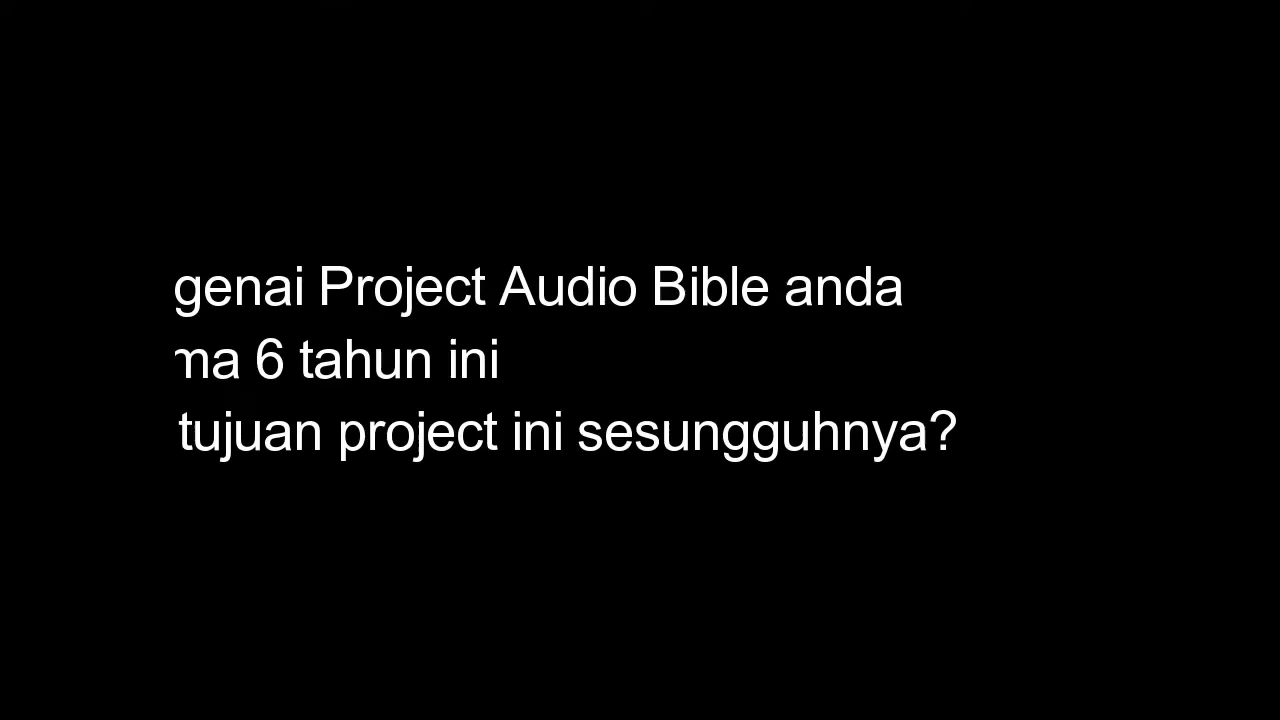 genai Project Audio Bible anda
ma 6 tahun ini
tujuan project ini sesungguhnya?